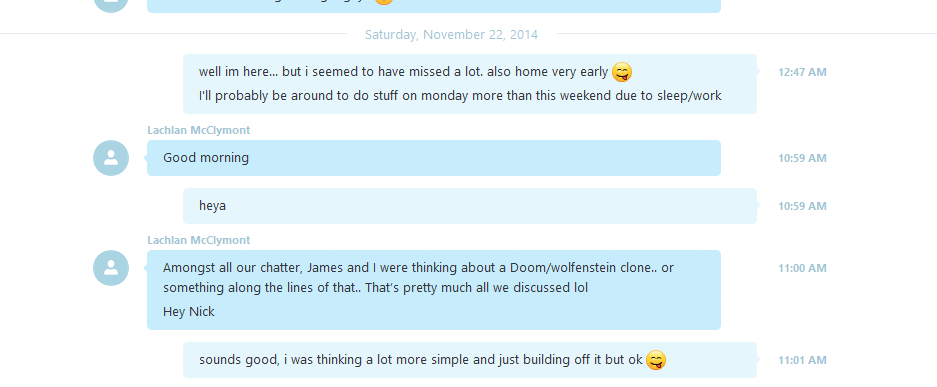 Saturday, November 22, 2014
well im here... but i seemed to have missed a lot. also home very early 😜
12:47 AM
I'll probably be around to do stuff on monday more than this weekend due to sleep/work
Lachlan McClymont
Good morning
10:59 AM
heya
10:59 AM
Lachlan McClymont
Amongst all our chatter, James and I were thinking about a Doom/wolfenstein clone.. or
11:00 AM
something along the lines of that.. That's pretty much all we discussed lol
Hey Nick
sounds good, i was thinking a lot more simple and just building off it but ok 😜
11:01 AM